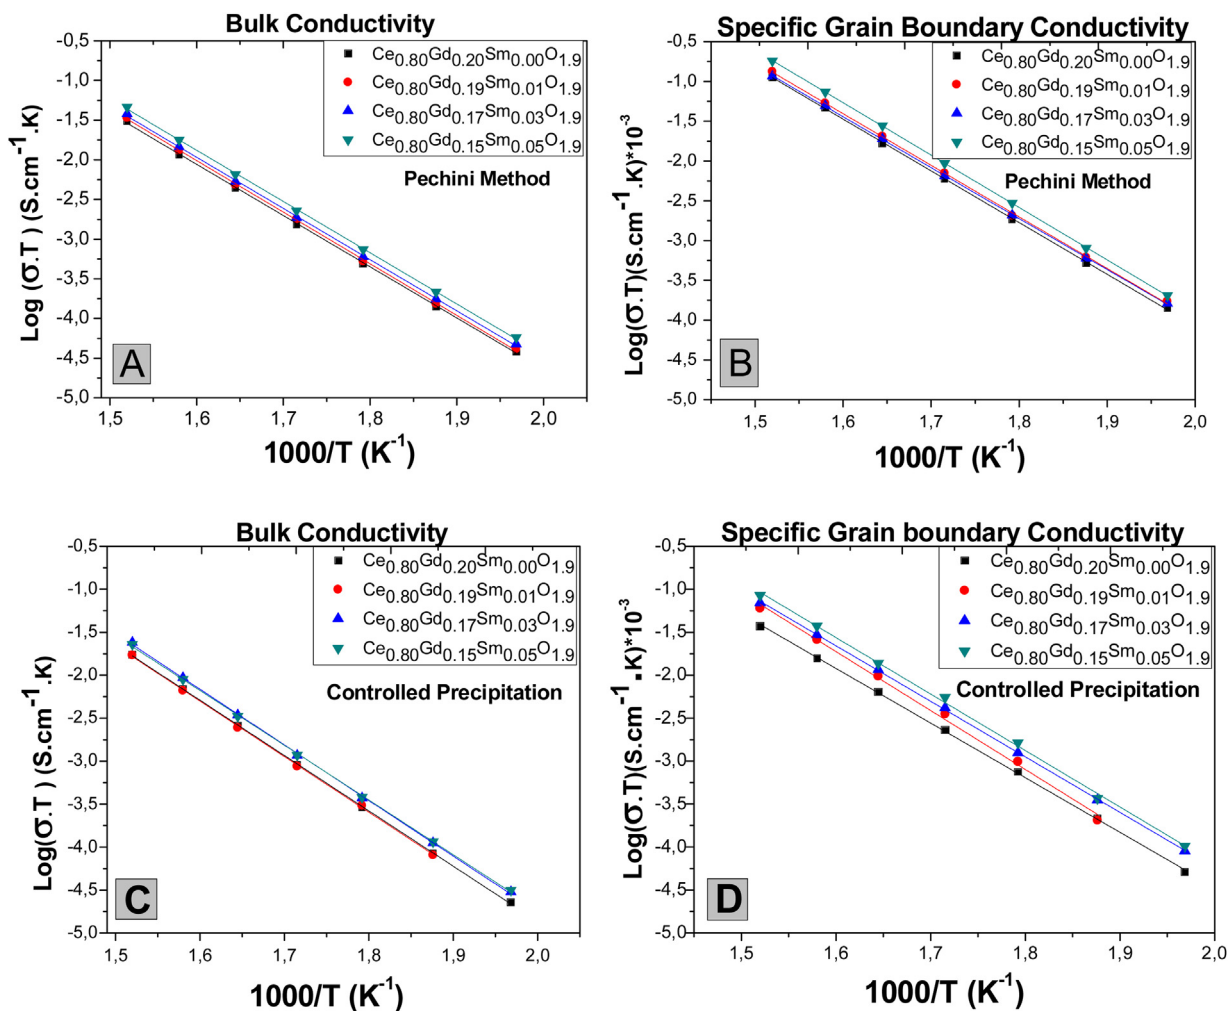 Bulk Conductivity
-0,5
-1,0
-1,5
-2,0
-2,5
-3,0
-3,5
-4,0
-4,5
-5,0
Log (σ.T ) (S.cm⁻¹.K)
Ce0.80Gd0.20Sm0.00O1.9
Ce0.80Gd0.19Sm0.01O1.9
Ce0.80Gd0.17Sm0.03O1.9
Ce0.80Gd0.15Sm0.05O1.9
Pechini Method
A
1,5 1,6 1,7 1,8 1,9 2,0
1000/T (K⁻¹)
Specific Grain Boundary Conductivity
-0,5
-1,0
-1,5
-2,0
-2,5
-3,0
-3,5
-4,0
-4,5
-5,0
Log(σ.T)(S.cm⁻¹.K)*10⁻³
Ce0.80Gd0.20Sm0.00O1.9
Ce0.80Gd0.19Sm0.01O1.9
Ce0.80Gd0.17Sm0.03O1.9
Ce0.80Gd0.15Sm0.05O1.9
Pechini Method
B
1,5 1,6 1,7 1,8 1,9 2,0
1000/T (K⁻¹)
Bulk Conductivity
-0,5
-1,0
-1,5
-2,0
-2,5
-3,0
-3,5
-4,0
-4,5
-5,0
Log(σ.T ) (S.cm⁻¹.K)
Ce0.80Gd0.20Sm0.00O1.9
Ce0.80Gd0.19Sm0.01O1.9
Ce0.80Gd0.17Sm0.03O1.9
Ce0.80Gd0.15Sm0.05O1.9
Controlled Precipitation
C
1,5 1,6 1,7 1,8 1,9 2,0
1000/T (K⁻¹)
Specific Grain boundary Conductivity
-0,5
-1,0
-1,5
-2,0
-2,5
-3,0
-3,5
-4,0
-4,5
-5,0
Log(σ.T)(S.cm⁻¹.K)*10⁻³
Ce0.80Gd0.20Sm0.00O1.9
Ce0.80Gd0.19Sm0.01O1.9
Ce0.80Gd0.17Sm0.03O1.9
Ce0.80Gd0.15Sm0.05O1.9
Controlled Precipitation
D
1,5 1,6 1,7 1,8 1,9 2,0
1000/T (K⁻¹)